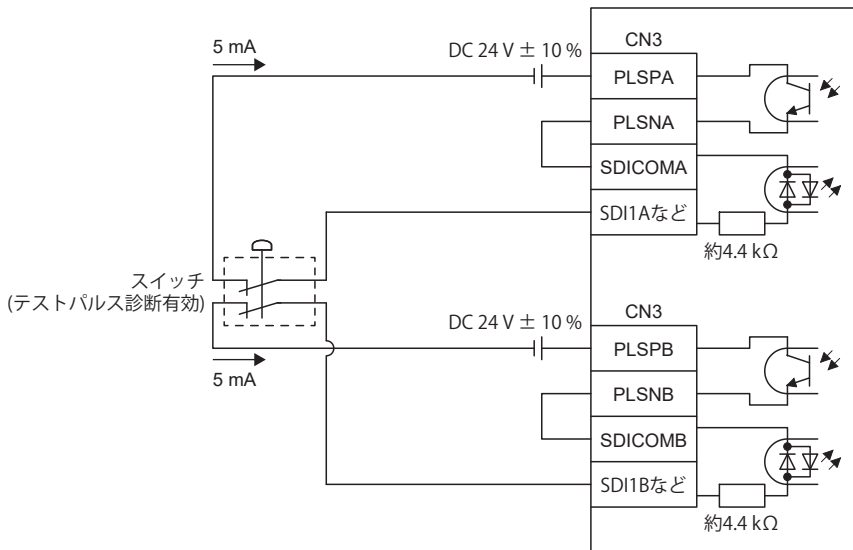 5 mA
DC 24 V ± 10 %
CN3
PLSPA
PLSNA
SDICOMA
SDI1Aなど
約4.4 kΩ
スイッチ
(テストパルス診断有効)
CN3
DC 24 V ± 10 %
PLSPB
5 mA
PLSNB
SDICOMB
SDI1Bなど
約4.4 kΩ